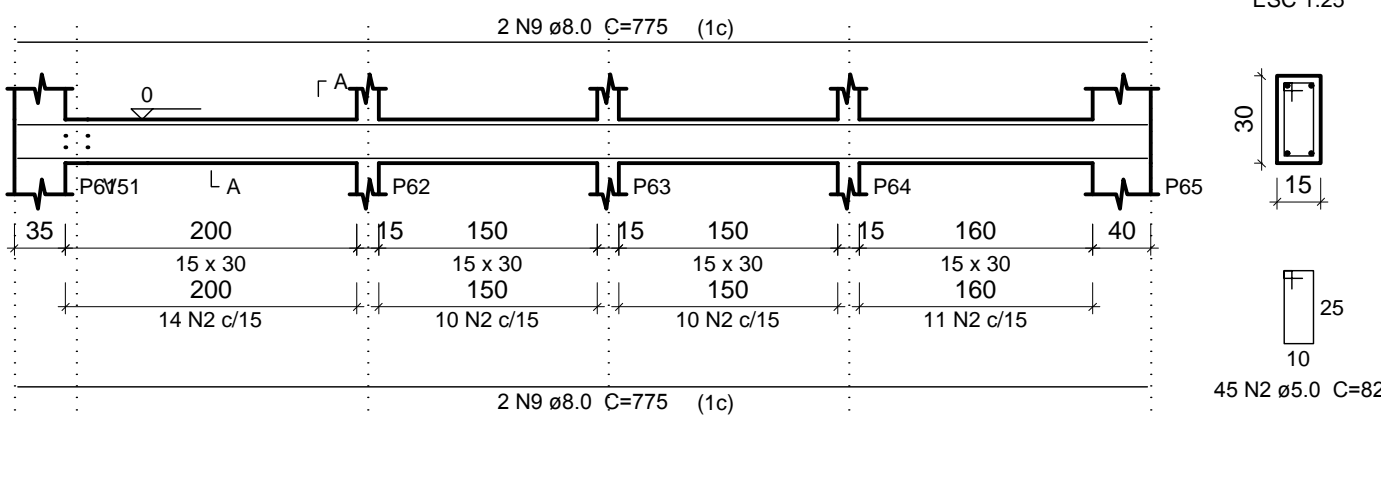 ESC 1:25
2 N9 ø8.0 C=775 (1c)
A
0
30
A
P61 V51 P62 P63 P64 P65
15
35 200 15 150 15 150 15 160 40
15 x 30 15 x 30 15 x 30 15 x 30
200 150 150 160
14 N2 c/15 10 N2 c/15 10 N2 c/15 11 N2 c/15
25
10
45 N2 ø5.0 C=82
2 N9 ø8.0 C=775 (1c)